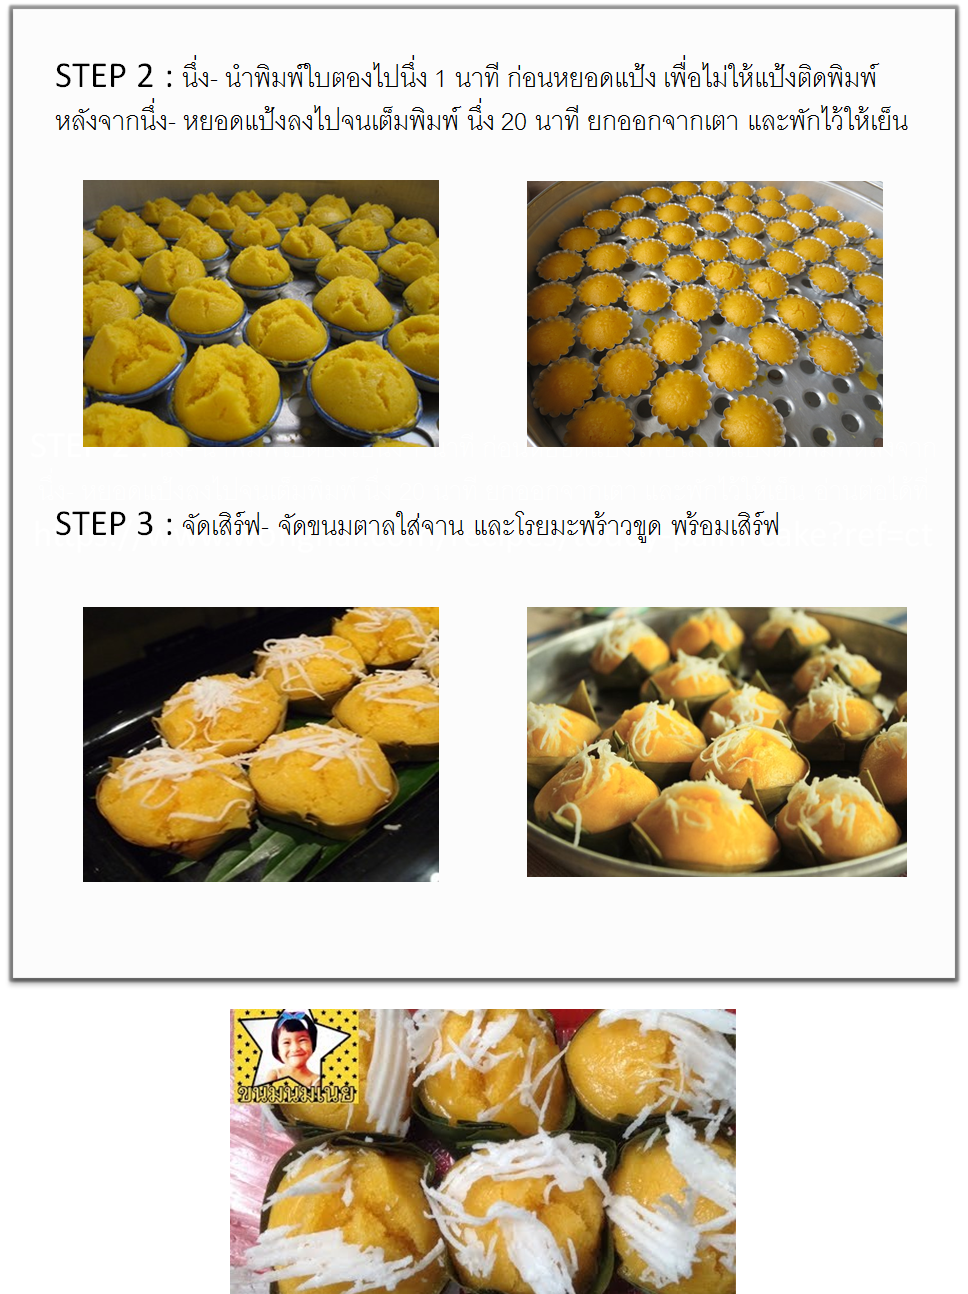 STEP 2 : นึ่ง- นำพิมพ์ใบตองไปนึ่ง 1 นาที ก่อนหยอดแป้ง เพื่อไม่ให้แป้งติดพิมพ์
หลังจากนึ่ง- หยอดแป้งลงไปจนเต็มพิมพ์ นึ่ง 20 นาที ยกออกจากเตา และพักไว้ให้เย็น
STEP 3 : จัดเสิร์ฟ- จัดขนมตาลใส่จาน และโรยมะพร้าวขูด พร้อมเสิร์ฟ
ขนมนมเนย